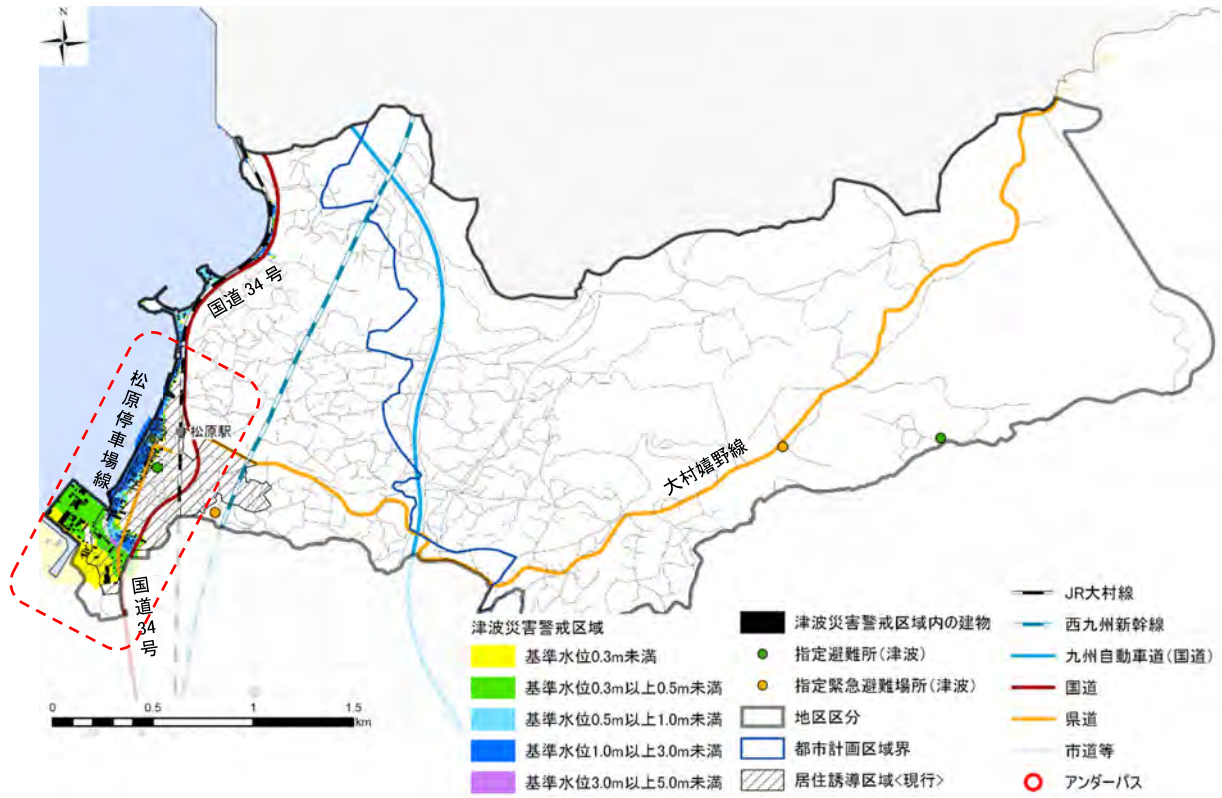 N
国道34号
松原停車場線
松原駅
大村嬉野線
国道34号
0
0.5
1
1.5
km
津波災害警戒区域
基準水位0.3m未満
基準水位0.3m以上0.5m未満
基準水位0.5m以上1.0m未満
基準水位1.0m以上3.0m未満
基準水位3.0m以上5.0m未満
津波災害警戒区域内の建物
指定避難所(津波)
指定緊急避難場所(津波)
地区区分
都市計画区域界
居住誘導区域<現行>
JR大村線
西九州新幹線
九州自動車道(国道)
国道
県道
市道等
アンダーパス